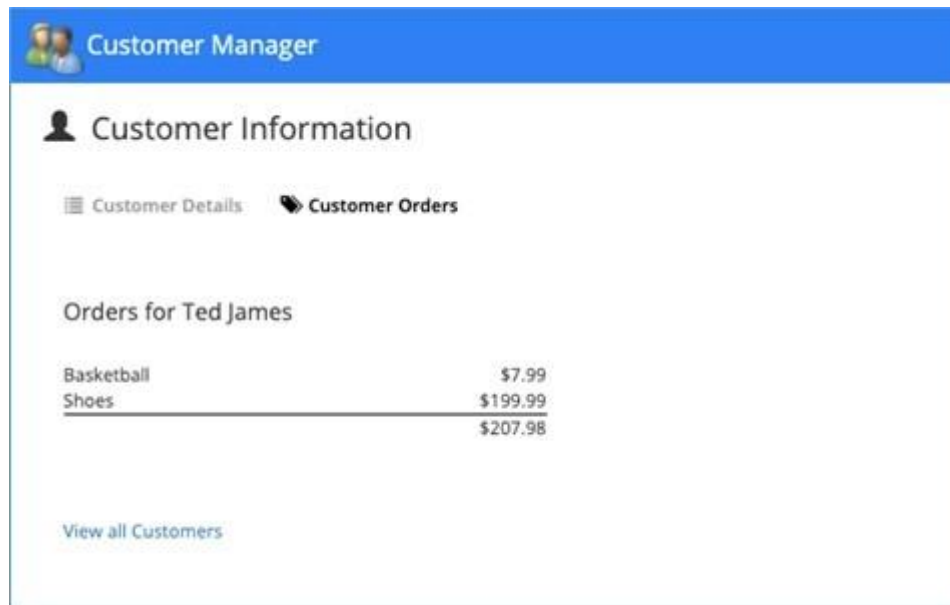 Customer Manager
Customer Information
Customer Details Customer Orders
Orders for Ted James
Basketball $7.99
Shoes $199.99
$207.98
View all Customers